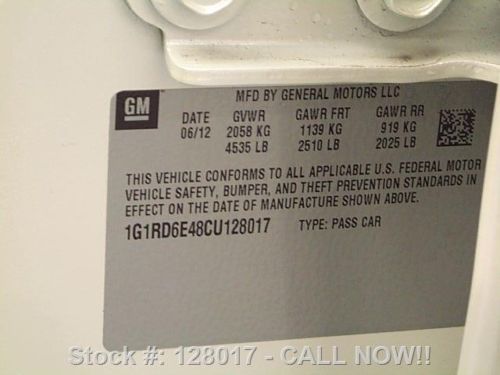 GM
MFD BY GENERAL MOTORS LLC
DATE GVWR GAWR FRT GAWR RR
06/12 2058 KG 1139 KG 919 KG
4535 LB 2510 LB 2025 LB
THIS VEHICLE CONFORMS TO ALL APPLICABLE U.S. FEDERAL MOTOR
VEHICLE SAFETY, BUMPER, AND THEFT PREVENTION STANDARDS IN
EFFECT ON THE DATE OF MANUFACTURE SHOWN ABOVE.
1G1RD6E48CU128017 TYPE: PASS CAR
Stock #: 128017 - CALL NOW!!